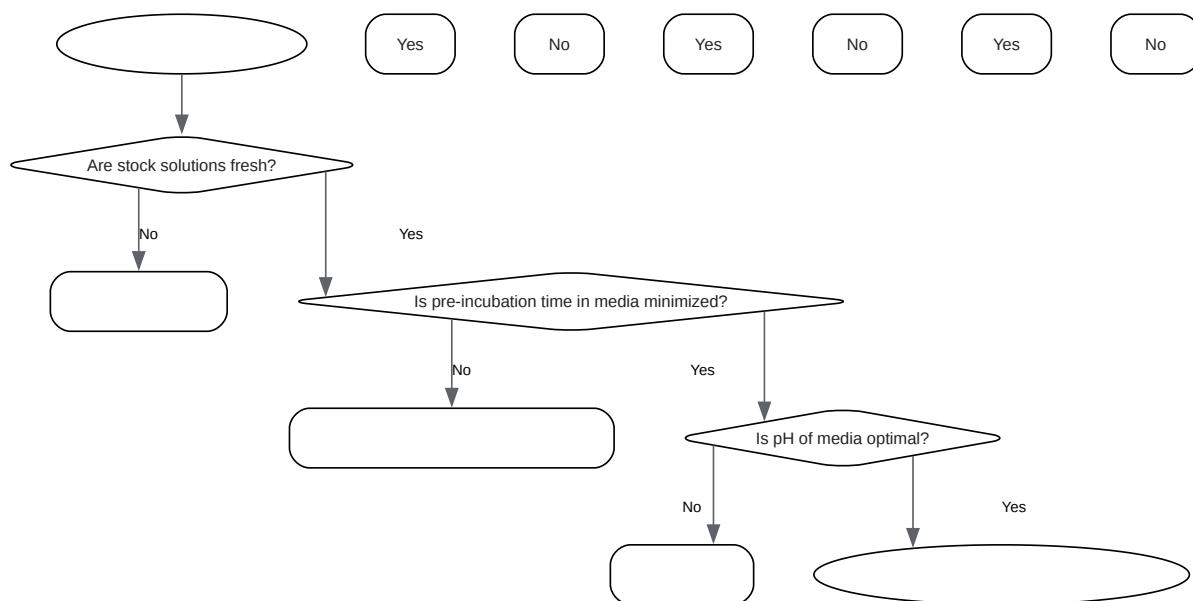 Yes
No
Yes
No
Yes
No
Are stock solutions fresh?
No
Yes
Is pre-incubation time in media minimized?
No
Yes
Is pH of media optimal?
No
Yes